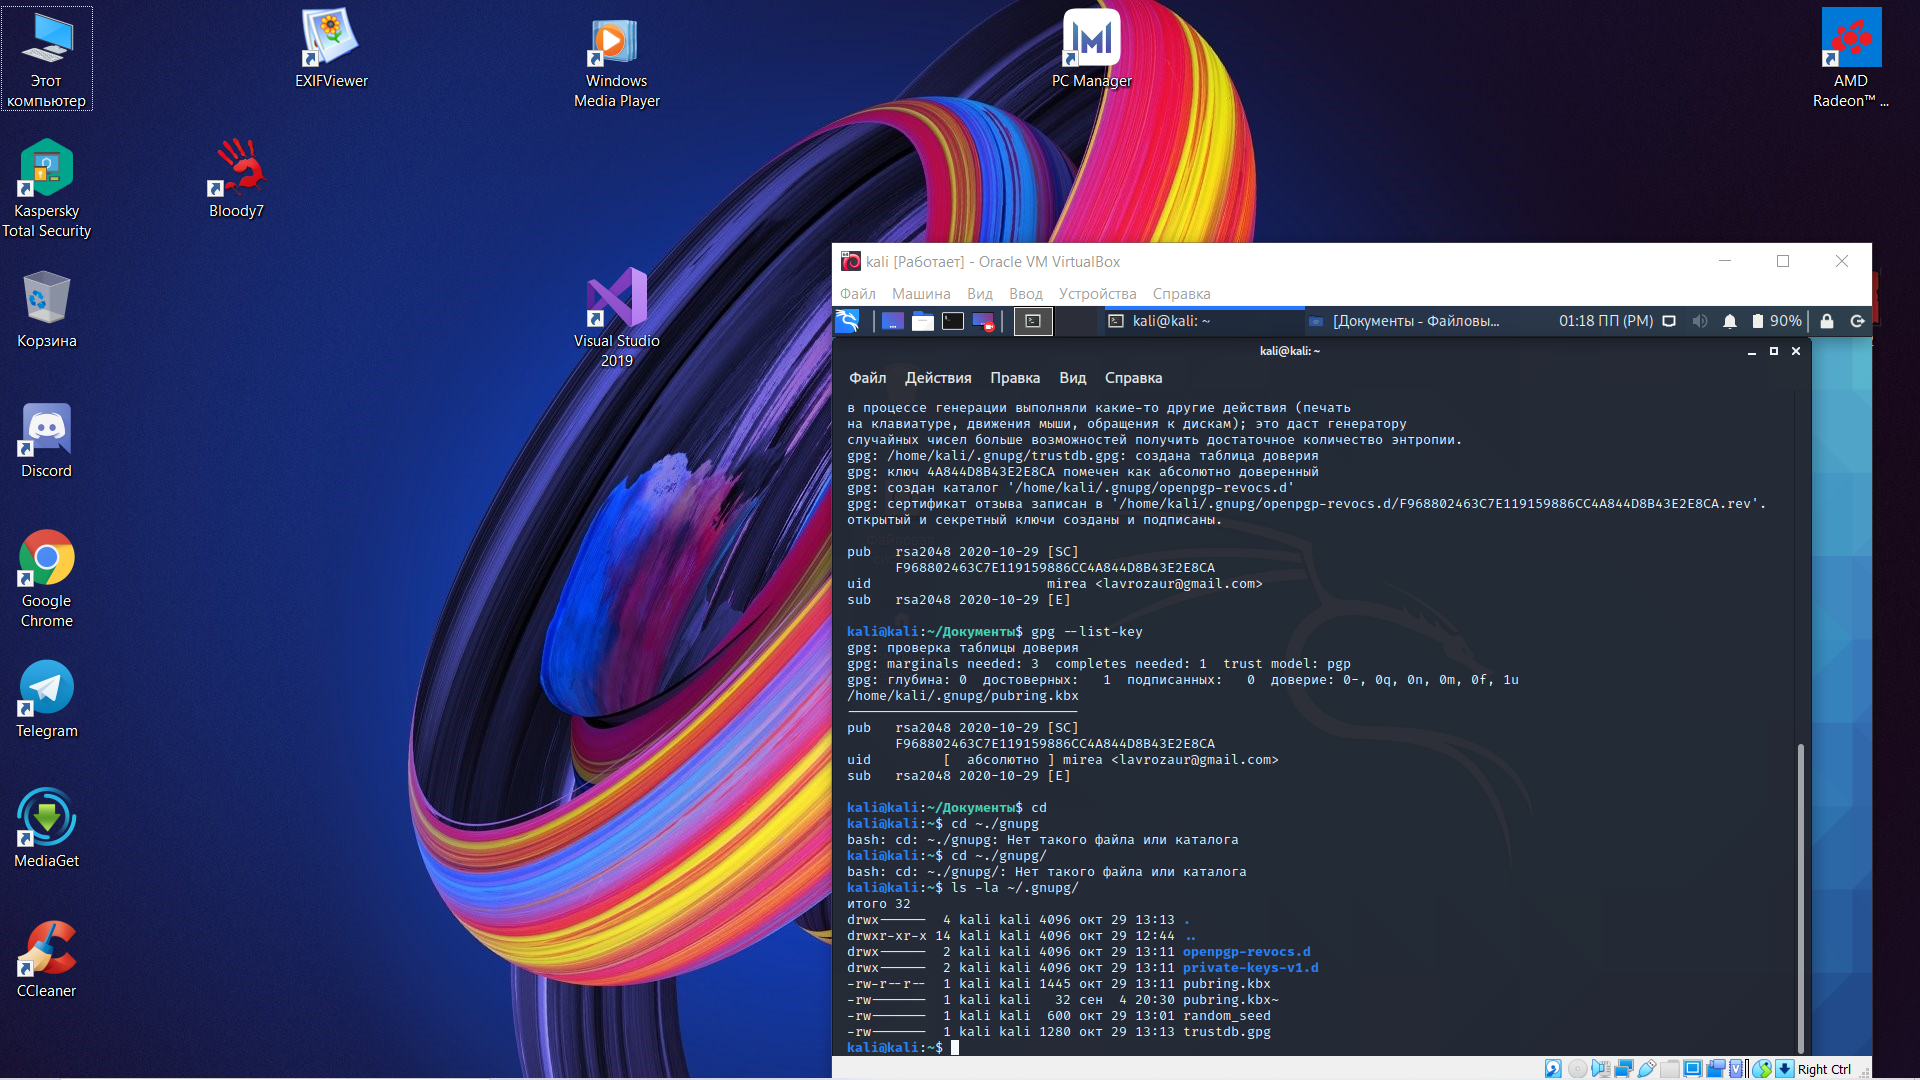 Этот
компьютер
EXIFViewer
Windows
Media Player
PC Manager
AMD
Radeon™ ...
Kaspersky
Total Security
Bloody7
Корзина
Visual Studio
2019
Discord
Google
Chrome
Telegram
MediaGet
CCleaner
kali [Работает] - Oracle VM VirtualBox
Файл Машина Вид Ввод Устройства Справка
kali@kali: ~ [Документы - Файловы... 01:18 ПП (PM) 90%
kali@kali: ~
Файл Действия Правка Вид Справка
в процессе генерации выполняли какие-то другие действия (печать
на клавиатуре, движения мыши, обращения к дискам); это даст генератору
случайных чисел больше возможностей получить достаточное количество энтропии.
gpg: /home/kali/.gnupg/trustdb.gpg: создана таблица доверия
gpg: ключ 4A844D8B43E2E8CA помечен как абсолютно доверенный
gpg: создан каталог '/home/kali/.gnupg/openpgp-revocs.d'
gpg: сертификат отзыва записан в '/home/kali/.gnupg/openpgp-revocs.d/F968802463C7E119159886CC4A844D8B43E2E8CA.rev'.
открытый и секретный ключи созданы и подписаны.
pub   rsa2048 2020-10-29 [SC]
F968802463C7E119159886CC4A844D8B43E2E8CA
uid                      mirea <lavrozaur@gmail.com>
sub   rsa2048 2020-10-29 [E]
kali@kali:~/Документы$ gpg --list-key
gpg: проверка таблицы доверия
gpg: marginals needed: 3  completes needed: 1  trust model: pgp
gpg: глубина: 0  достоверных:   1  подписанных:   0  доверие: 0-, 0q, 0n, 0m, 0f, 1u
/home/kali/.gnupg/pubring.kbx
-----------------------------
pub   rsa2048 2020-10-29 [SC]
F968802463C7E119159886CC4A844D8B43E2E8CA
uid         [  абсолютно ] mirea <lavrozaur@gmail.com>
sub   rsa2048 2020-10-29 [E]
kali@kali:~/Документы$ cd
kali@kali:~$ cd ~./gnupg
bash: cd: ~./gnupg: Нет такого файла или каталога
kali@kali:~$ cd ~./gnupg/
bash: cd: ~./gnupg/: Нет такого файла или каталога
kali@kali:~$ ls -la ~/.gnupg/
итого 32
drwx------  4 kali kali 4096 окт 29 13:13 .
drwxr-xr-x 14 kali kali 4096 окт 29 12:44 ..
drwx------  2 kali kali 4096 окт 29 13:11 openpgp-revocs.d
drwx------  2 kali kali 4096 окт 29 13:11 private-keys-v1.d
-rw-r--r--  1 kali kali 1445 окт 29 13:11 pubring.kbx
-rw-------  1 kali kali   32 сен  4 20:30 pubring.kbx~
-rw-------  1 kali kali  600 окт 29 13:01 random_seed
-rw-------  1 kali kali 1280 окт 29 13:13 trustdb.gpg
kali@kali:~$
Right Ctrl